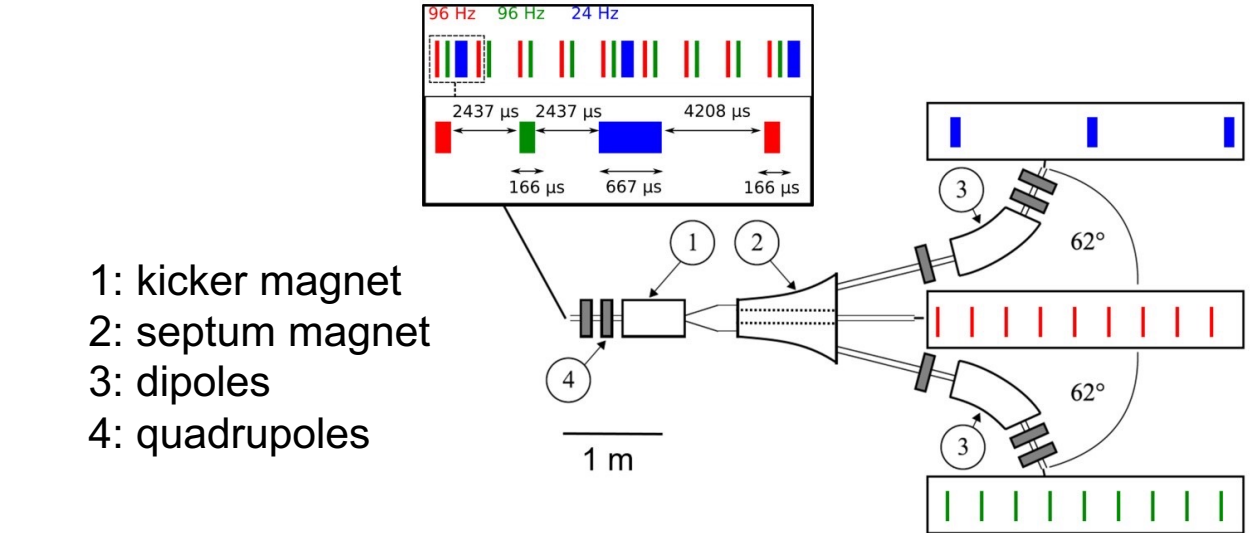 96 Hz 96 Hz 24 Hz
2437 µs 2437 µs 4208 µs
166 µs 667 µs 166 µs
1 2 3
62°
1: kicker magnet
2: septum magnet
3: dipoles
4: quadrupoles
4
1 m
62°
3